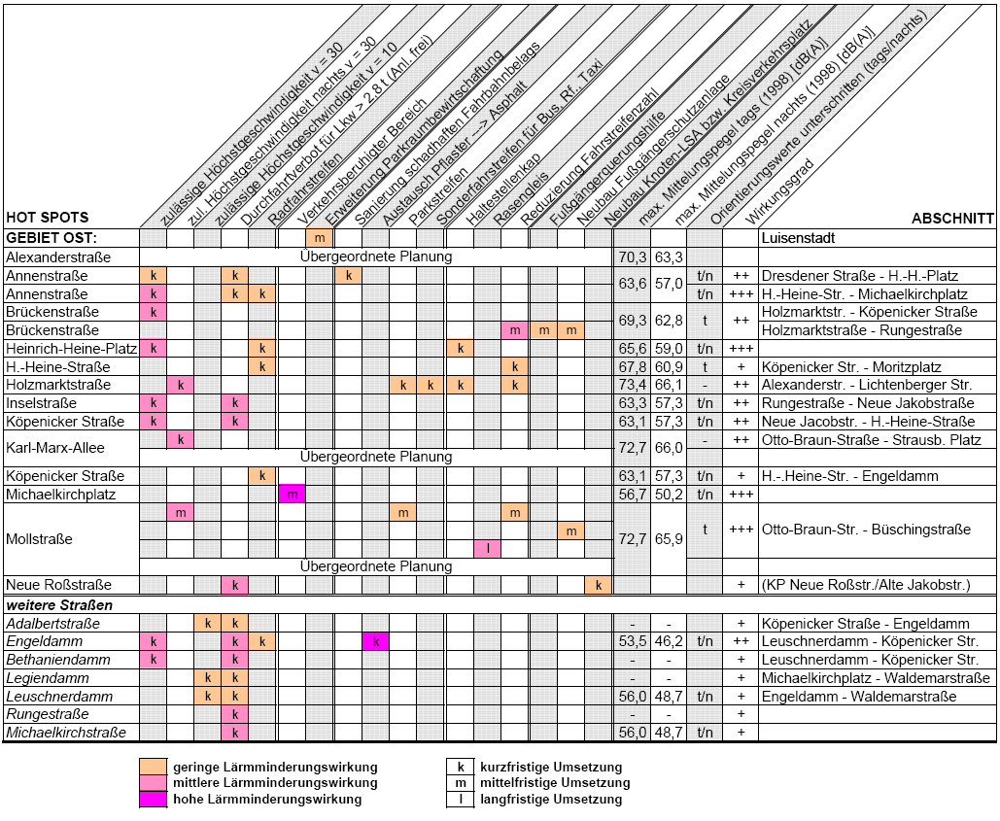 zulässige Höchstgeschwindigkeit v = 30
zul. Höchstgeschwindigkeit nachts v = 30
zulässige Höchstgeschwindigkeit v = 10
Durchfahrtverbot für Lkw > 2,8 t (Anl. frei)
Radfahrstreifen
Verkehrsberuhigter Bereich
Erweiterung Parkraumbewirtschaftung
Sanierung schadhaften Fahrbahnbelags
Austausch Pflaster --> Asphalt
Parkstreifen
Sonderfahrstreifen für Bus, Rf., Taxi
Haltestellenkap
Rasengleis
Reduzierung Fahrstreifenzahl
Fußgängerquerungshilfe
Neubau Fußgängerschutzanlage
Neubau Knoten-LSA bzw. Kreisverkehrsplatz
max. Mittelungspegel tags (1998) [dB(A)]
max. Mittelungspegel nachts (1998) [dB(A)]
Orientierungswerte unterschritten (tags/nachts)
Wirkungsgrad
HOT SPOTS ABSCHNITT
GEBIET OST: m Luisenstadt
Alexanderstraße Übergeordnete Planung 70,3 63,3
Annenstraße k k k 63,6 57,0 t/n ++ Dresdener Straße - H.-H.-Platz
Annenstraße k k k t/n +++ H.-Heine-Str. - Michaelkirchplatz
Brückenstraße k 69,3 62,8 t ++ Holzmarktstr. - Köpenicker Straße
Brückenstraße m m m Holzmarktstraße - Rungestraße
Heinrich-Heine-Platz k k k 65,6 59,0 t/n +++
H.-Heine-Straße k k 67,8 60,9 t + Köpenicker Str. - Moritzplatz
Holzmarktstraße k k k k k 73,4 66,1 - ++ Alexanderstr. - Lichtenberger Str.
Inselstraße k k 63,3 57,3 t/n ++ Rungestraße - Neue Jakobstraße
Köpenicker Straße k k 63,1 57,3 t/n ++ Neue Jacobstr. - H.-Heine-Straße
Karl-Marx-Allee k 72,7 66,0 - ++ Otto-Braun-Straße - Strausb. Platz
Übergeordnete Planung
Köpenicker Straße k 63,1 57,3 t/n + H.-.Heine-Str. - Engeldamm
Michaelkirchplatz m 56,7 50,2 t/n +++
Mollstraße m m m 72,7 65,9 t +++ Otto-Braun-Str. - Büschingstraße
m
l
Übergeordnete Planung
Neue Roßstraße k k + (KP Neue Roßstr./Alte Jakobstr.)
weitere Straßen
Adalbertstraße k k - - + Köpenicker Straße - Engeldamm
Engeldamm k k k k 53,5 46,2 t/n ++ Leuschnerdamm - Köpenicker Str.
Bethaniendamm k k - - + Leuschnerdamm - Köpenicker Str.
Legiendamm k k - - + Michaelkirchplatz - Waldemarstraße
Leuschnerdamm k k 56,0 48,7 t/n + Engeldamm - Waldemarstraße
Rungestraße k - - +
Michaelkirchstraße k 56,0 48,7 t/n +
geringe Lärmminderungswirkung k kurzfristige Umsetzung
mittlere Lärmminderungswirkung m mittelfristige Umsetzung
hohe Lärmminderungswirkung l langfristige Umsetzung